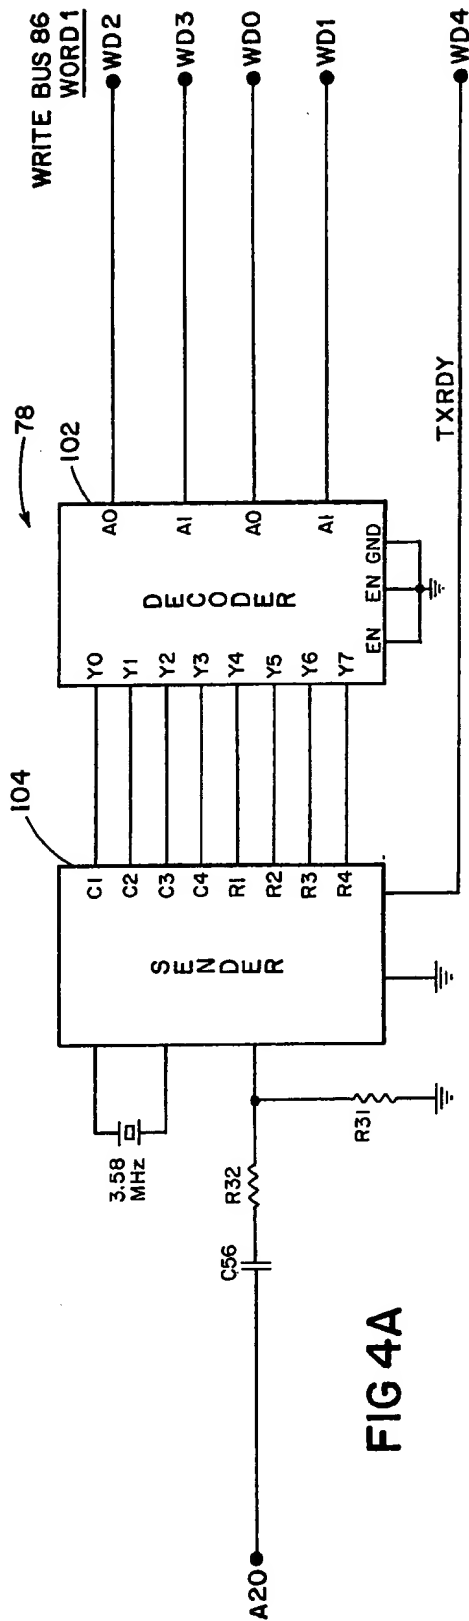 WRITE BUS 86
WORD 1
WD2
WD3
WD0
WD1
WD4
78
102
A0
A1
A0
A1
DECODER
EN
EN
GND
Y0
Y1
Y2
Y3
Y4
Y5
Y6
Y7
TXRDY
104
C1
C2
C3
C4
R1
R2
R3
R4
SENDER
3.58
MHz
R31
R32
C56
A20
FIG 4A